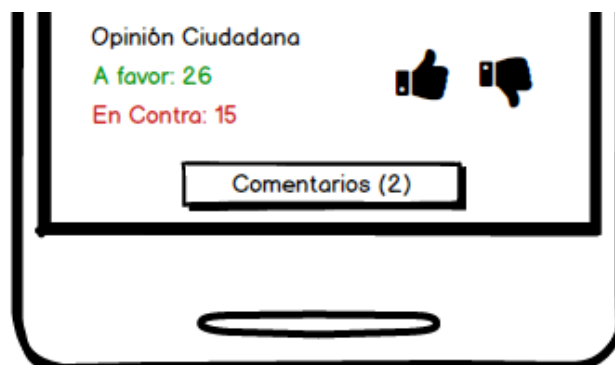 Opinión Ciudadana
A favor: 26
En Contra: 15
Comentarios (2)